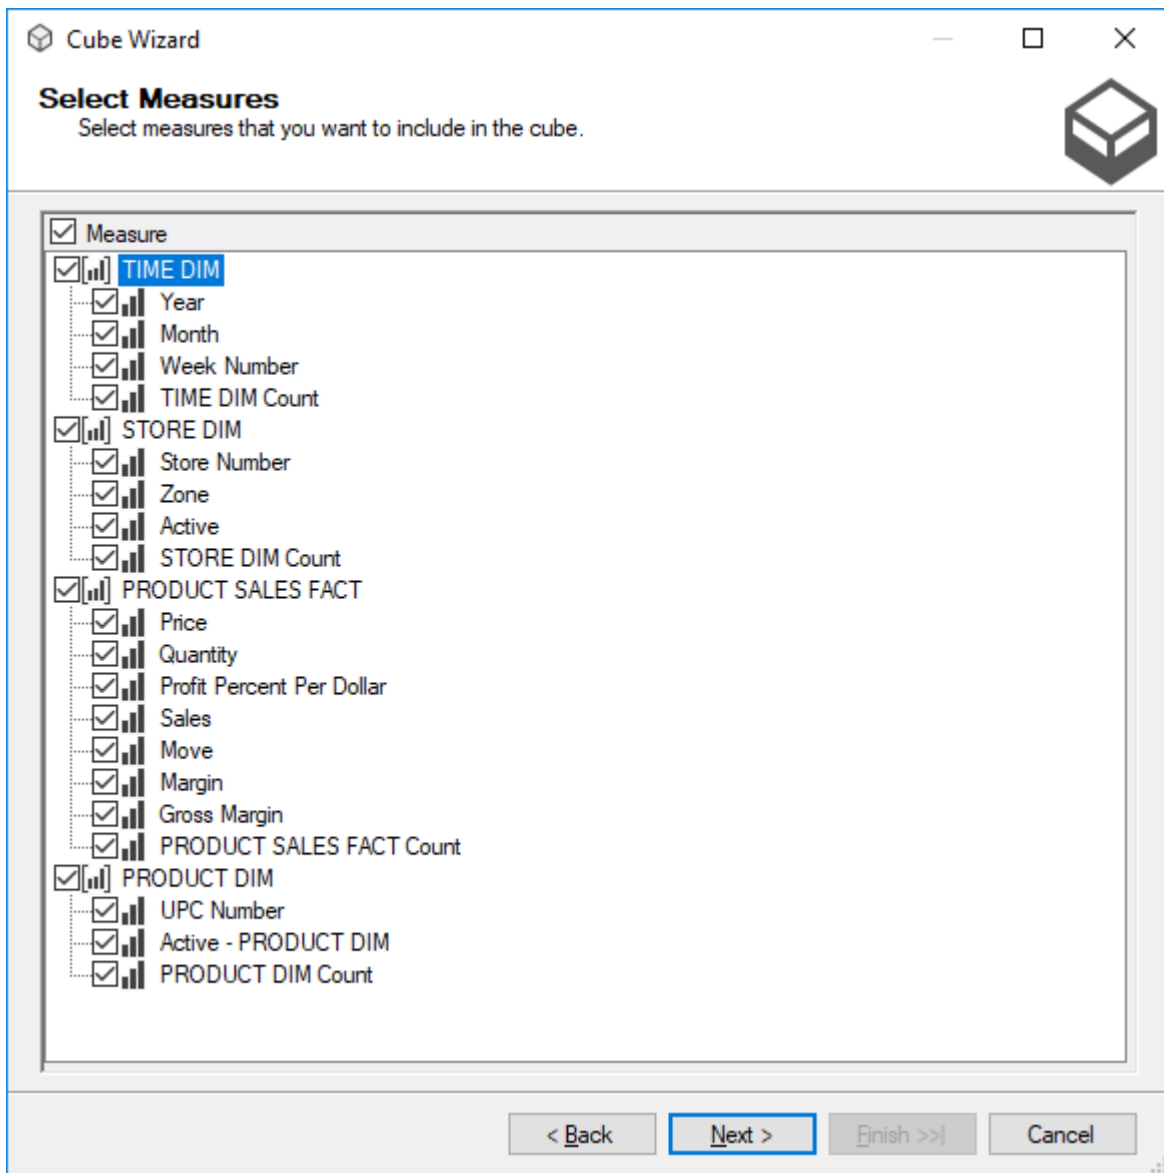 Cube Wizard
Select Measures
Select measures that you want to include in the cube.
Measure
TIME DIM
Year
Month
Week Number
TIME DIM Count
STORE DIM
Store Number
Zone
Active
STORE DIM Count
PRODUCT SALES FACT
Price
Quantity
Profit Percent Per Dollar
Sales
Move
Margin
Gross Margin
PRODUCT SALES FACT Count
PRODUCT DIM
UPC Number
Active - PRODUCT DIM
PRODUCT DIM Count
< Back Next > Finish >>| Cancel